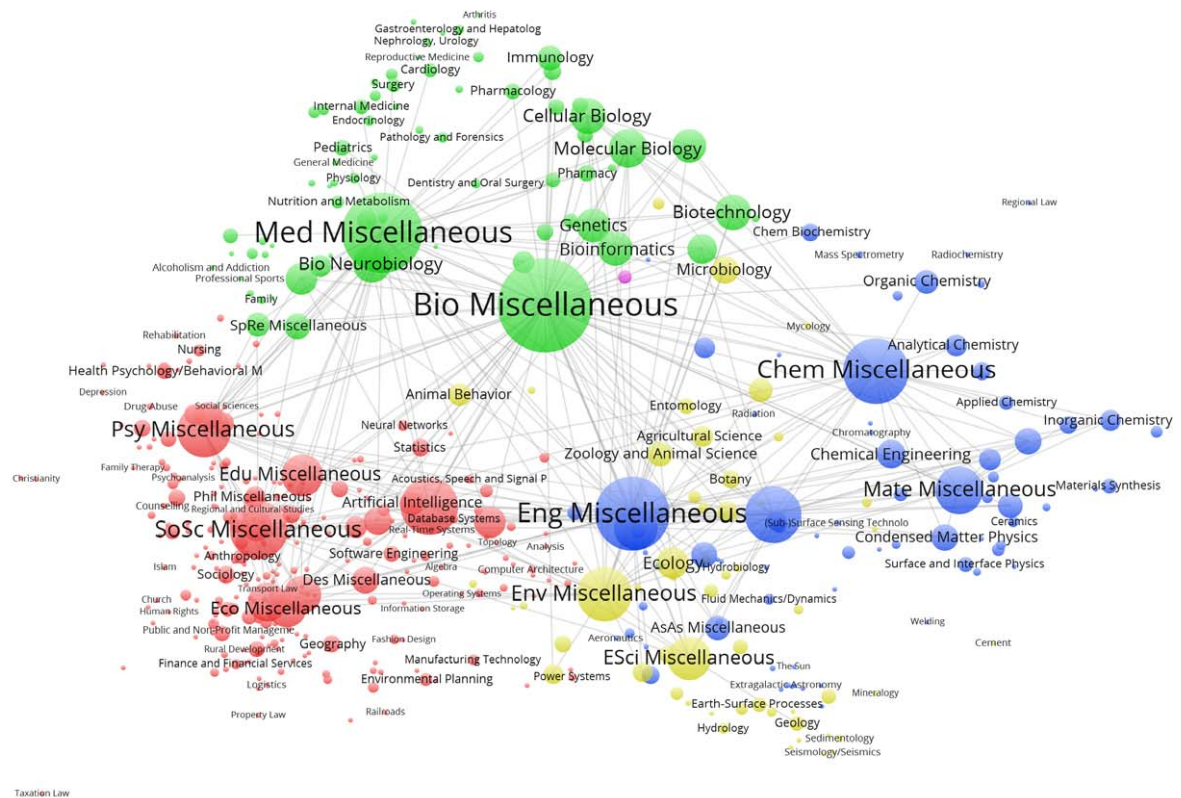 Arthritis
Gastroenterology and Hepatolog
Nephrology, Urology
Reproductive Medicine
Immunology
Cardiology
Surgery
Pharmacology
Internal Medicine
Cellular Biology
Endocrinology
Pathology and Forensics
Pediatrics
Molecular Biology
General Medicine
Physiology
Pharmacy
Dentistry and Oral Surgery
Nutrition and Metabolism
Regional Law
Biotechnology
Genetics
Med Miscellaneous
Chem Biochemistry
Bioinformatics
Mass Spectrometry
Radiochemistry
Bio Neurobiology
Alcoholism and Addiction
Microbiology
Professional Sports
Organic Chemistry
Family
Bio Miscellaneous
SpRe Miscellaneous
Mycology
Rehabilitation
Nursing
Analytical Chemistry
Health Psychology/Behavioral M
Chem Miscellaneous
Depression
Animal Behavior
Applied Chemistry
Drug Abuse
Social Sciences
Entomology
Radiation
Inorganic Chemistry
Neural Networks
Psy Miscellaneous
Agricultural Science
Chromatography
Statistics
Zoology and Animal Science
Chemical Engineering
Family Therapy
Edu Miscellaneous
Christianity
Psychoanalysis
Acoustics, Speech and Signal P
Botany
Materials Synthesis
Mate Miscellaneous
Phil Miscellaneous
Artificial Intelligence
Counselling
Regional and Cultural Studies
Eng Miscellaneous
Database Systems
(Sub-)Surface Sensing Technolo
Ceramics
SoSc Miscellaneous
Real-Time Systems
Condensed Matter Physics
Topology
Analysis
Anthropology
Software Engineering
Ecology
Surface and Interface Physics
Islam
Algebra
Computer Architecture
Hydrobiology
Sociology
Des Miscellaneous
Transport Law
Operating Systems
Env Miscellaneous
Church
Fluid Mechanics/Dynamics
Eco Miscellaneous
Human Rights
Information Storage
Welding
AsAs Miscellaneous
Public and Non-Profit Manageme
Aeronautics
Fashion Design
Geography
Cement
Rural Development
Manufacturing Technology
ESci Miscellaneous
Finance and Financial Services
The Sun
Power Systems
Environmental Planning
Logistics
Extragalactic Astronomy
Mineralogy
Earth-Surface Processes
Property Law
Railroads
Geology
Hydrology
Sedimentology
Seismology/Seismics
Taxation Law